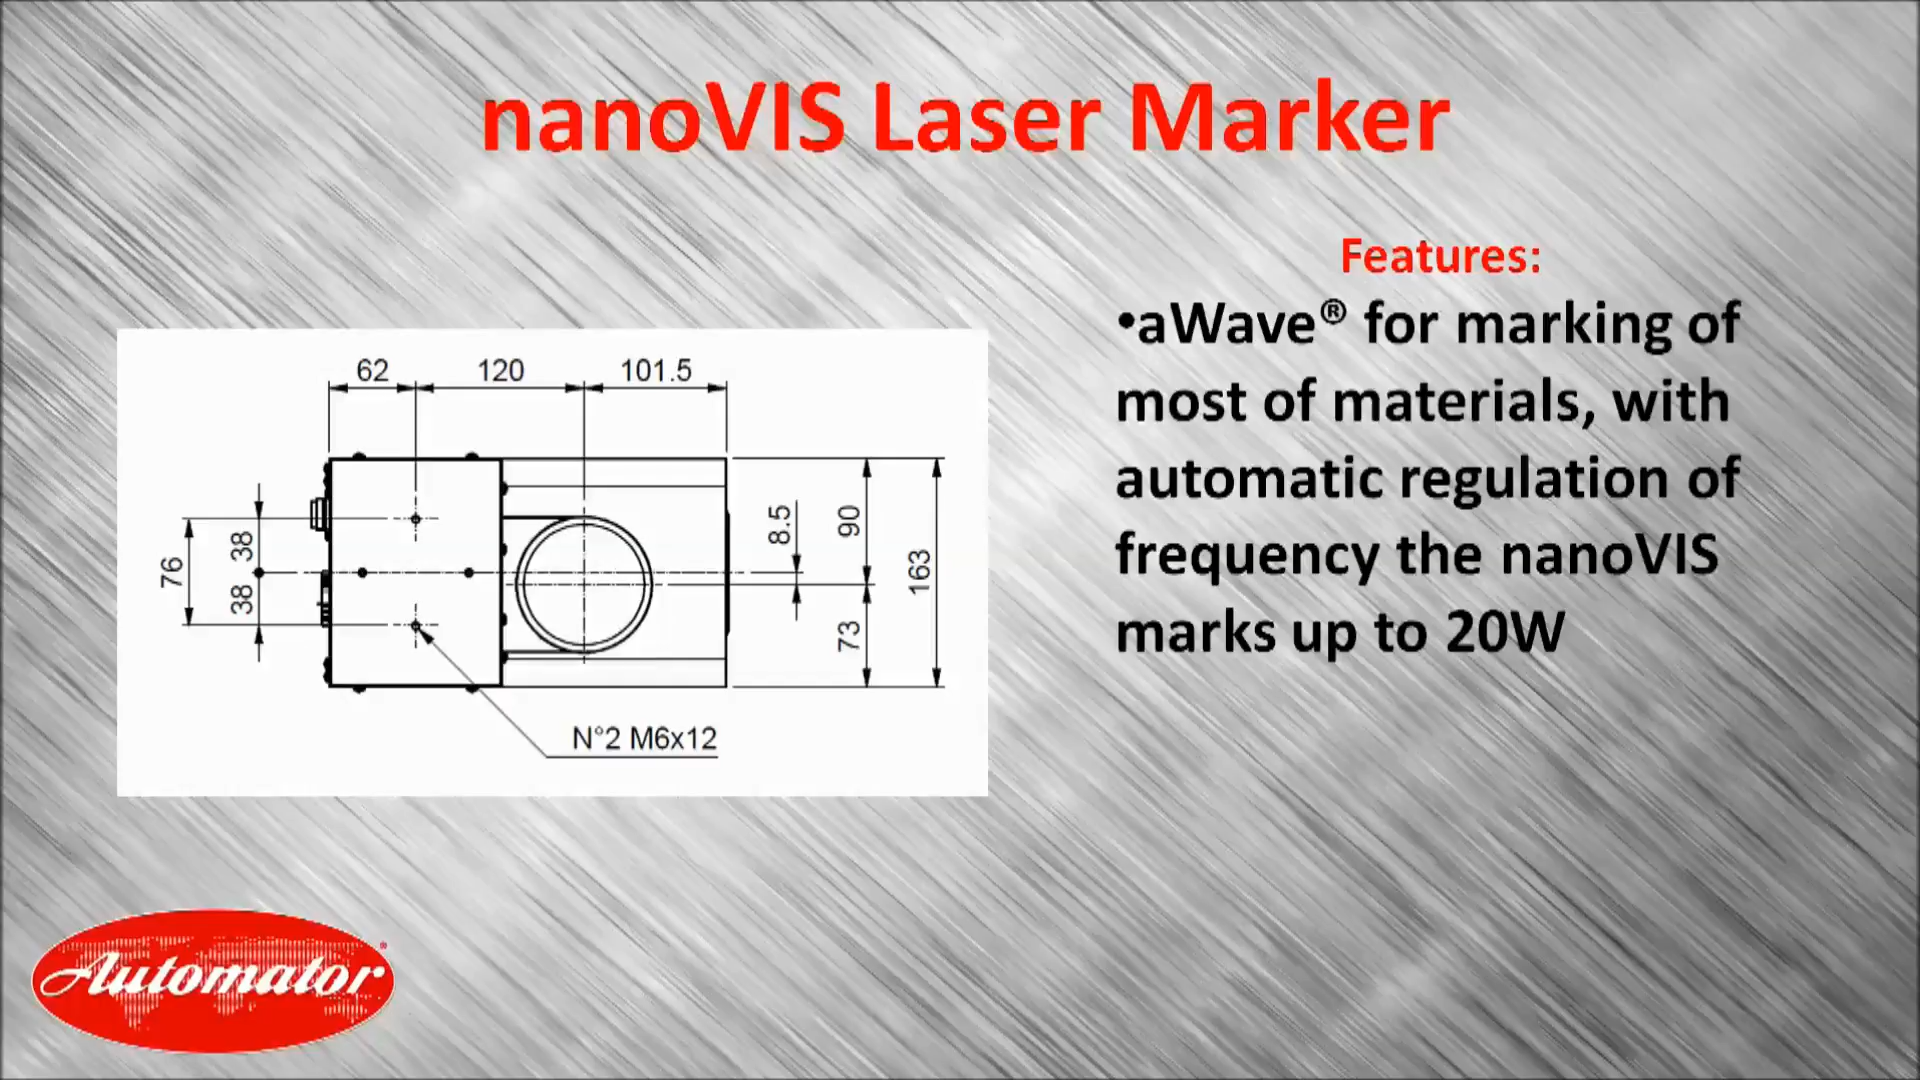 nanoVIS Laser Marker
Features:
•aWave® for marking of
most of materials, with
automatic regulation of
frequency the nanoVIS
marks up to 20W
62 120 101.5
76
38
38
8.5
90
73
163
N°2 M6x12
Automator®